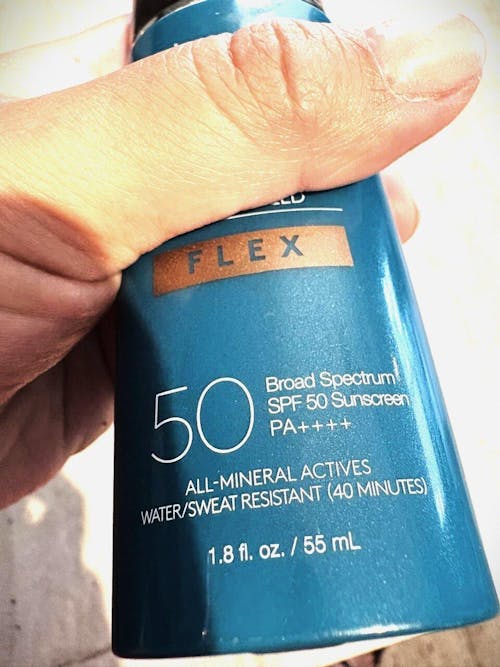 FLEX
50
Broad Spectrum
SPF 50 Sunscreen
PA++++
ALL-MINERAL ACTIVES
WATER/SWEAT RESISTANT (40 MINUTES)
1.8 fl. oz. / 55 mL